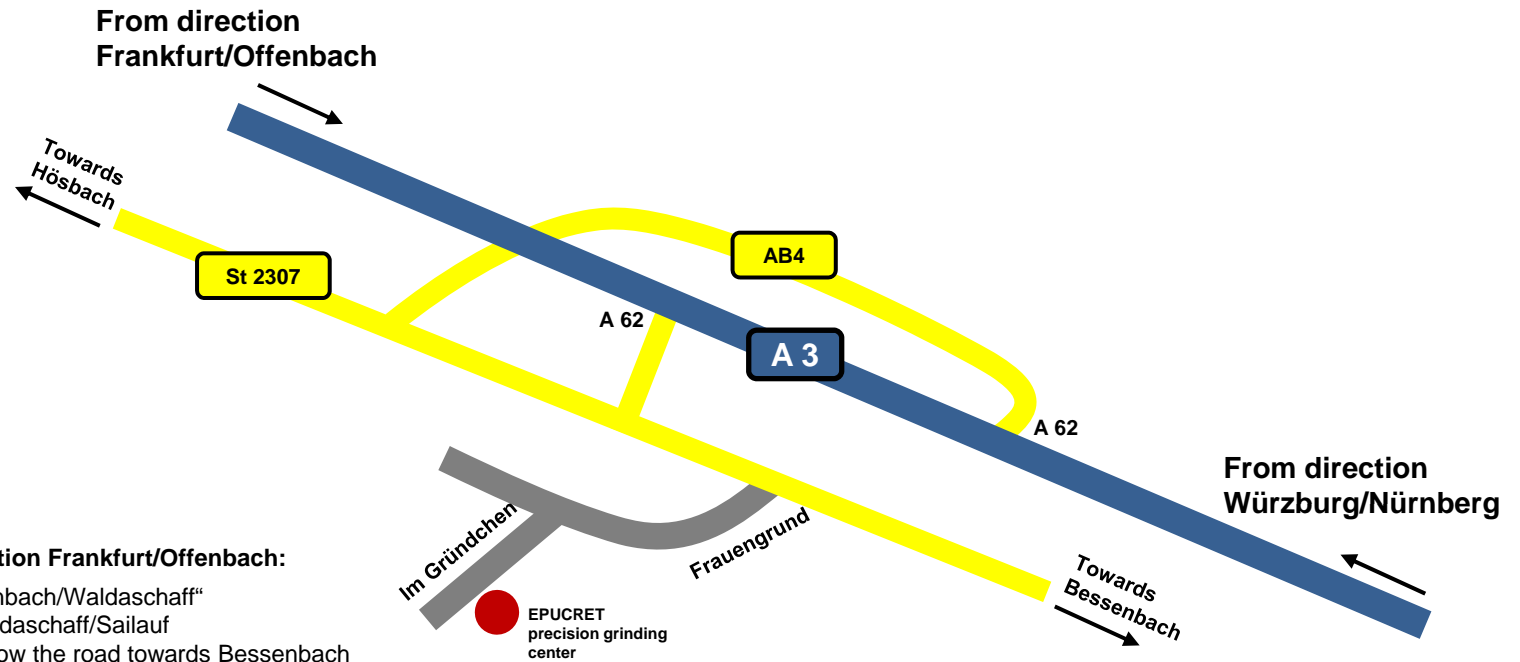 From direction
Frankfurt/Offenbach
Towards
Hösbach
St 2307
AB4
A 62
A 3
A 62
From direction
Würzburg/Nürnberg
Im Gründchen
Frauengrund
Towards
Bessenbach
EPUCRET
precision grinding
center
tion Frankfurt/Offenbach:
nbach/Waldaschaff“
daschaff/Sailauf
ow the road towards Bessenbach